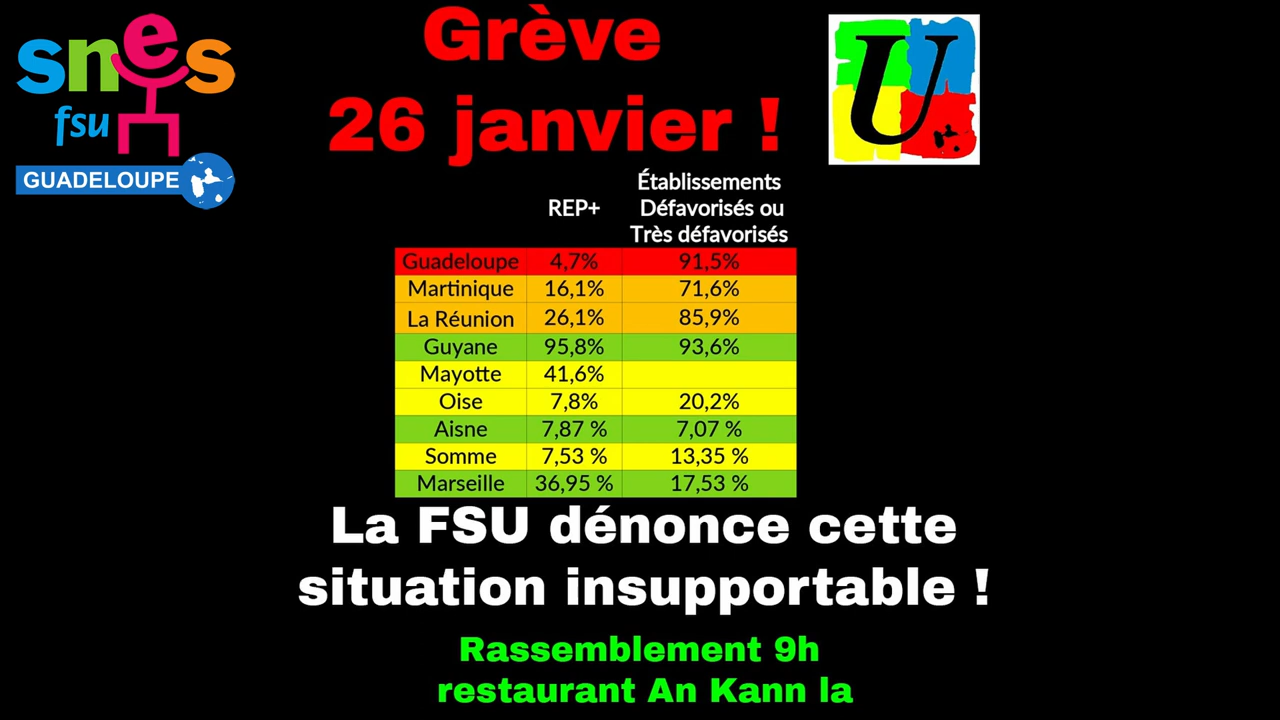 snes
fsu
GUADELOUPE
Grève
26 janvier !
U
Établissements
REP+ Défavorisés ou
Très défavorisés
Guadeloupe 4,7% 91,5%
Martinique 16,1% 71,6%
La Réunion 26,1% 85,9%
Guyane 95,8% 93,6%
Mayotte 41,6%
Oise 7,8% 20,2%
Aisne 7,87 % 7,07 %
Somme 7,53 % 13,35 %
Marseille 36,95 % 17,53 %
La FSU dénonce cette
situation insupportable !
Rassemblement 9h
restaurant An Kann la